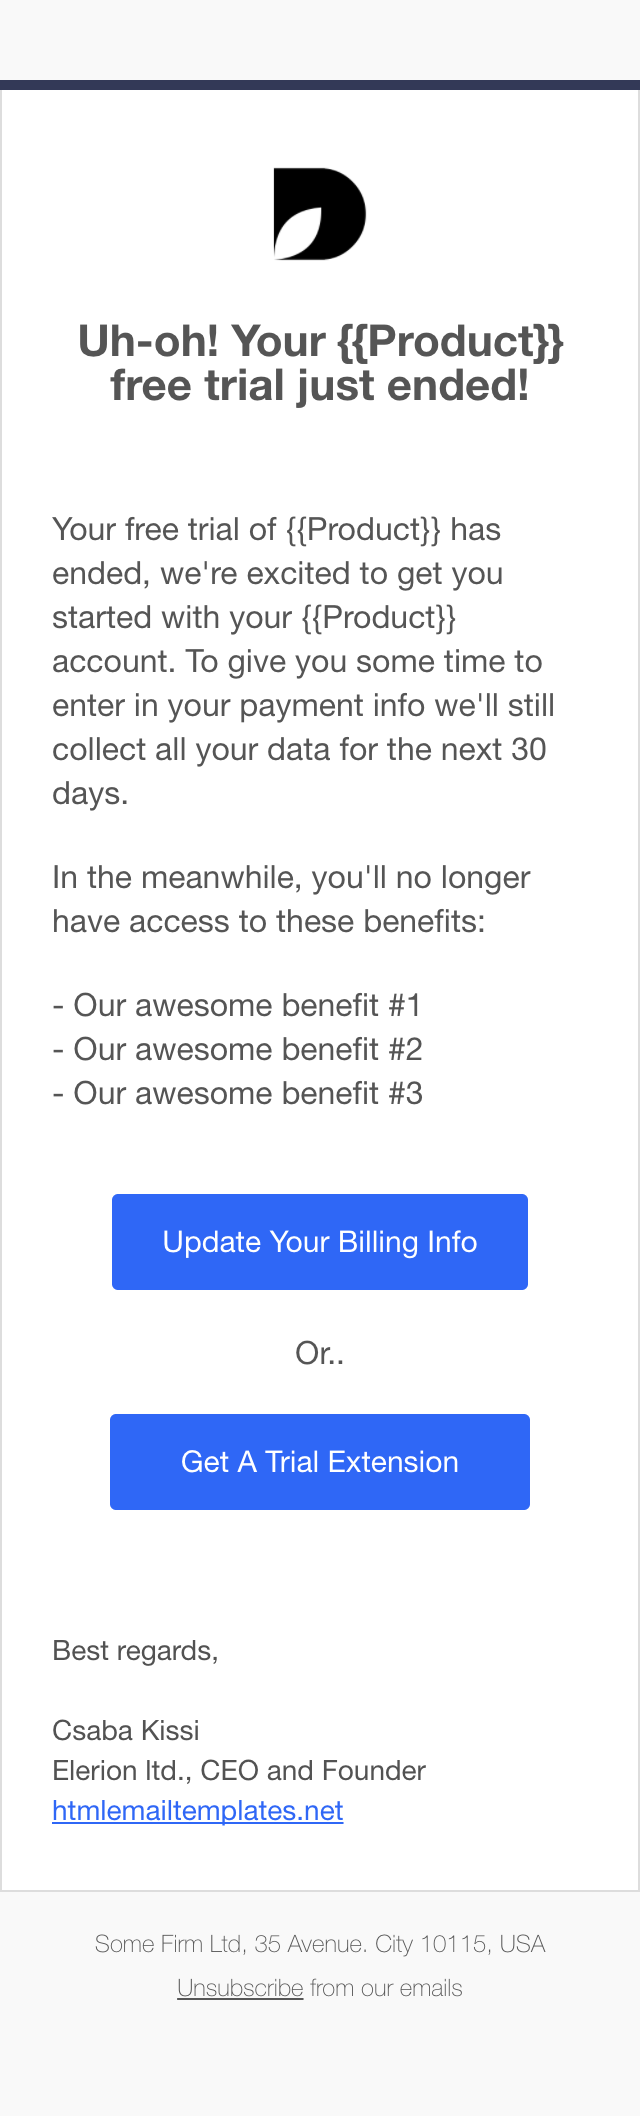 Uh-oh! Your {{Product}}
free trial just ended!
Your free trial of {{Product}} has
ended, we're excited to get you
started with your {{Product}}
account. To give you some time to
enter in your payment info we'll still
collect all your data for the next 30
days.
In the meanwhile, you'll no longer
have access to these benefits:
- Our awesome benefit #1
- Our awesome benefit #2
- Our awesome benefit #3
Update Your Billing Info
Or..
Get A Trial Extension
Best regards,
Csaba Kissi
Elerion ltd., CEO and Founder
htmlemailtemplates.net
Some Firm Ltd, 35 Avenue. City 10115, USA
Unsubscribe from our emails